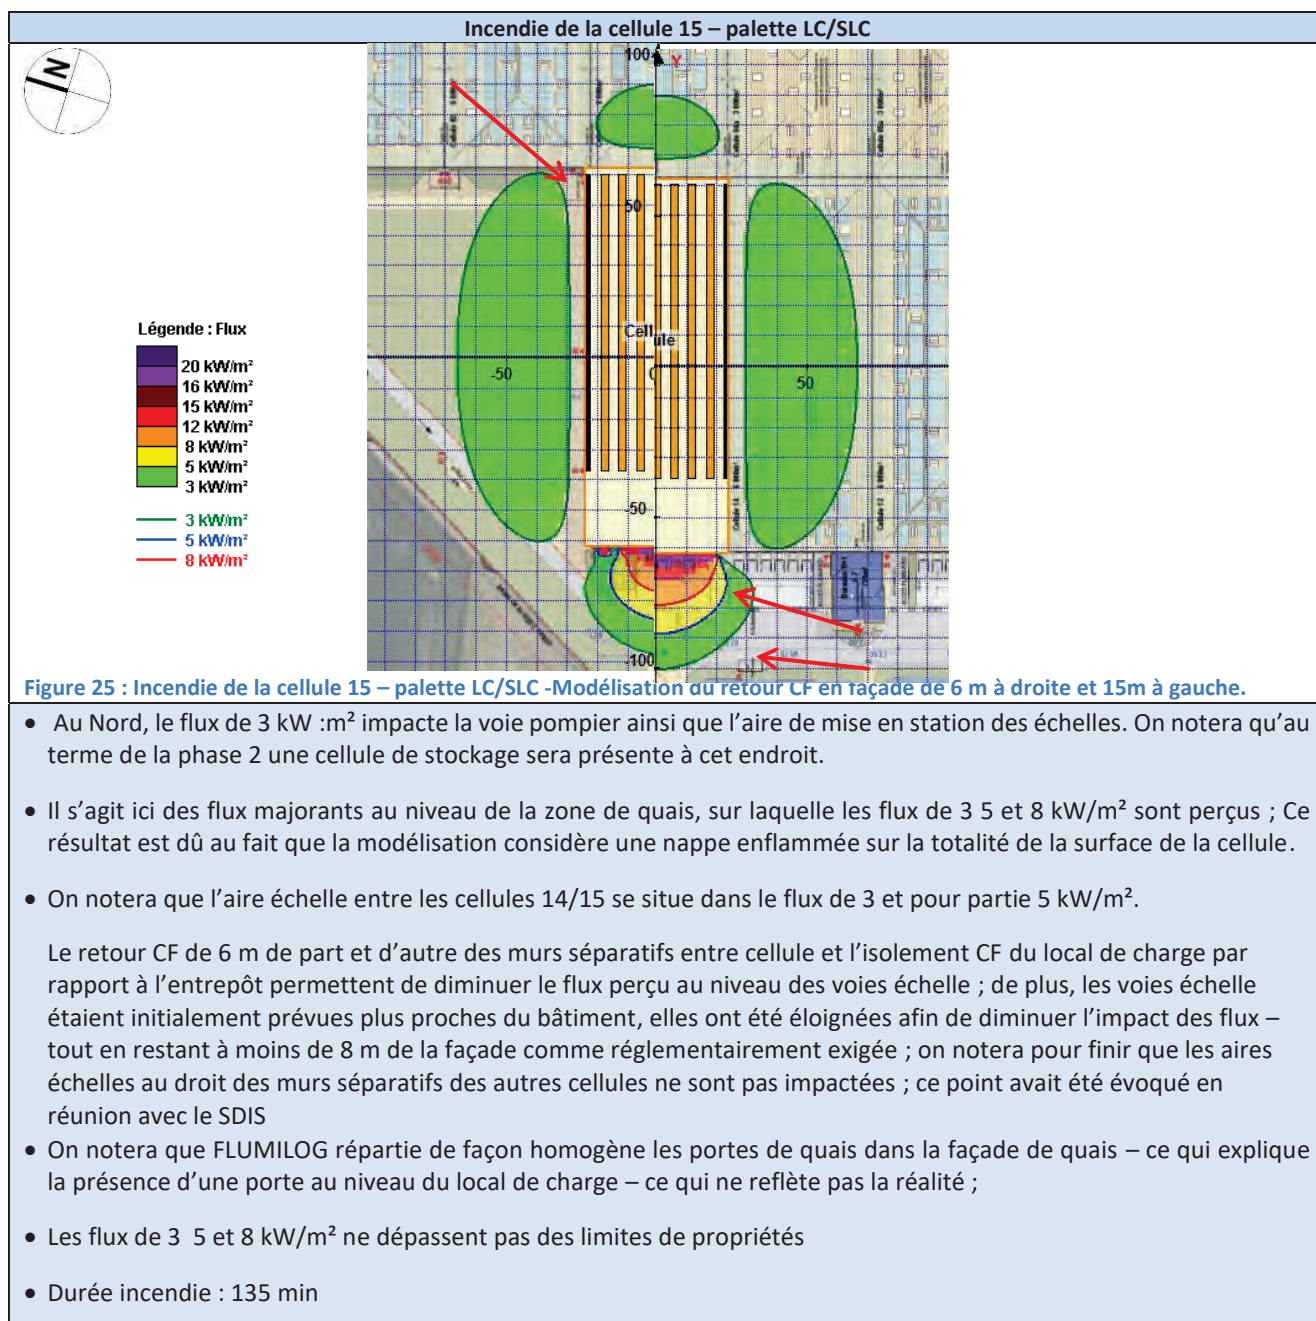 Incendie de la cellule 15 – palette LC/SLC
N
100
Y
50
Cell
ule
-50
0
50
-50
-100
Légende : Flux
20 kW/m²
16 kW/m²
15 kW/m²
12 kW/m²
8 kW/m²
5 kW/m²
3 kW/m²
3 kW/m²
5 kW/m²
8 kW/m²
Figure 25 : Incendie de la cellule 15 – palette LC/SLC -Modélisation du retour CF en façade de 6 m à droite et 15m à gauche.
• Au Nord, le flux de 3 kW :m² impacte la voie pompier ainsi que l’aire de mise en station des échelles. On notera qu’au
terme de la phase 2 une cellule de stockage sera présente à cet endroit.
• Il s’agit ici des flux majorants au niveau de la zone de quais, sur laquelle les flux de 3 5 et 8 kW/m² sont perçus ; Ce
résultat est dû au fait que la modélisation considère une nappe enflammée sur la totalité de la surface de la cellule.
• On notera que l’aire échelle entre les cellules 14/15 se situe dans le flux de 3 et pour partie 5 kW/m².
Le retour CF de 6 m de part et d’autre des murs séparatifs entre cellule et l’isolement CF du local de charge par
rapport à l’entrepôt permettent de diminuer le flux perçu au niveau des voies échelle ; de plus, les voies échelle
étaient initialement prévues plus proches du bâtiment, elles ont été éloignées afin de diminuer l’impact des flux –
tout en restant à moins de 8 m de la façade comme réglementairement exigée ; on notera pour finir que les aires
échelles au droit des murs séparatifs des autres cellules ne sont pas impactées ; ce point avait été évoqué en
réunion avec le SDIS
• On notera que FLUMILOG répartie de façon homogène les portes de quais dans la façade de quais – ce qui explique
la présence d’une porte au niveau du local de charge – ce qui ne reflète pas la réalité ;
• Les flux de 3 5 et 8 kW/m² ne dépassent pas des limites de propriétés
• Durée incendie : 135 min